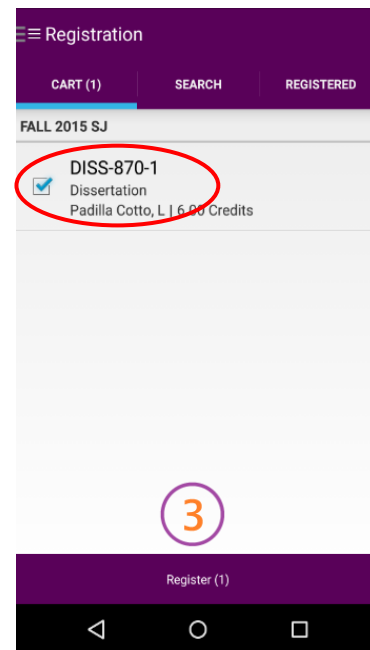 Registration
CART (1) SEARCH REGISTERED
FALL 2015 SJ
DISS-870-1
Dissertation
Padilla Cotto, L | 6.00 Credits
3
Register (1)